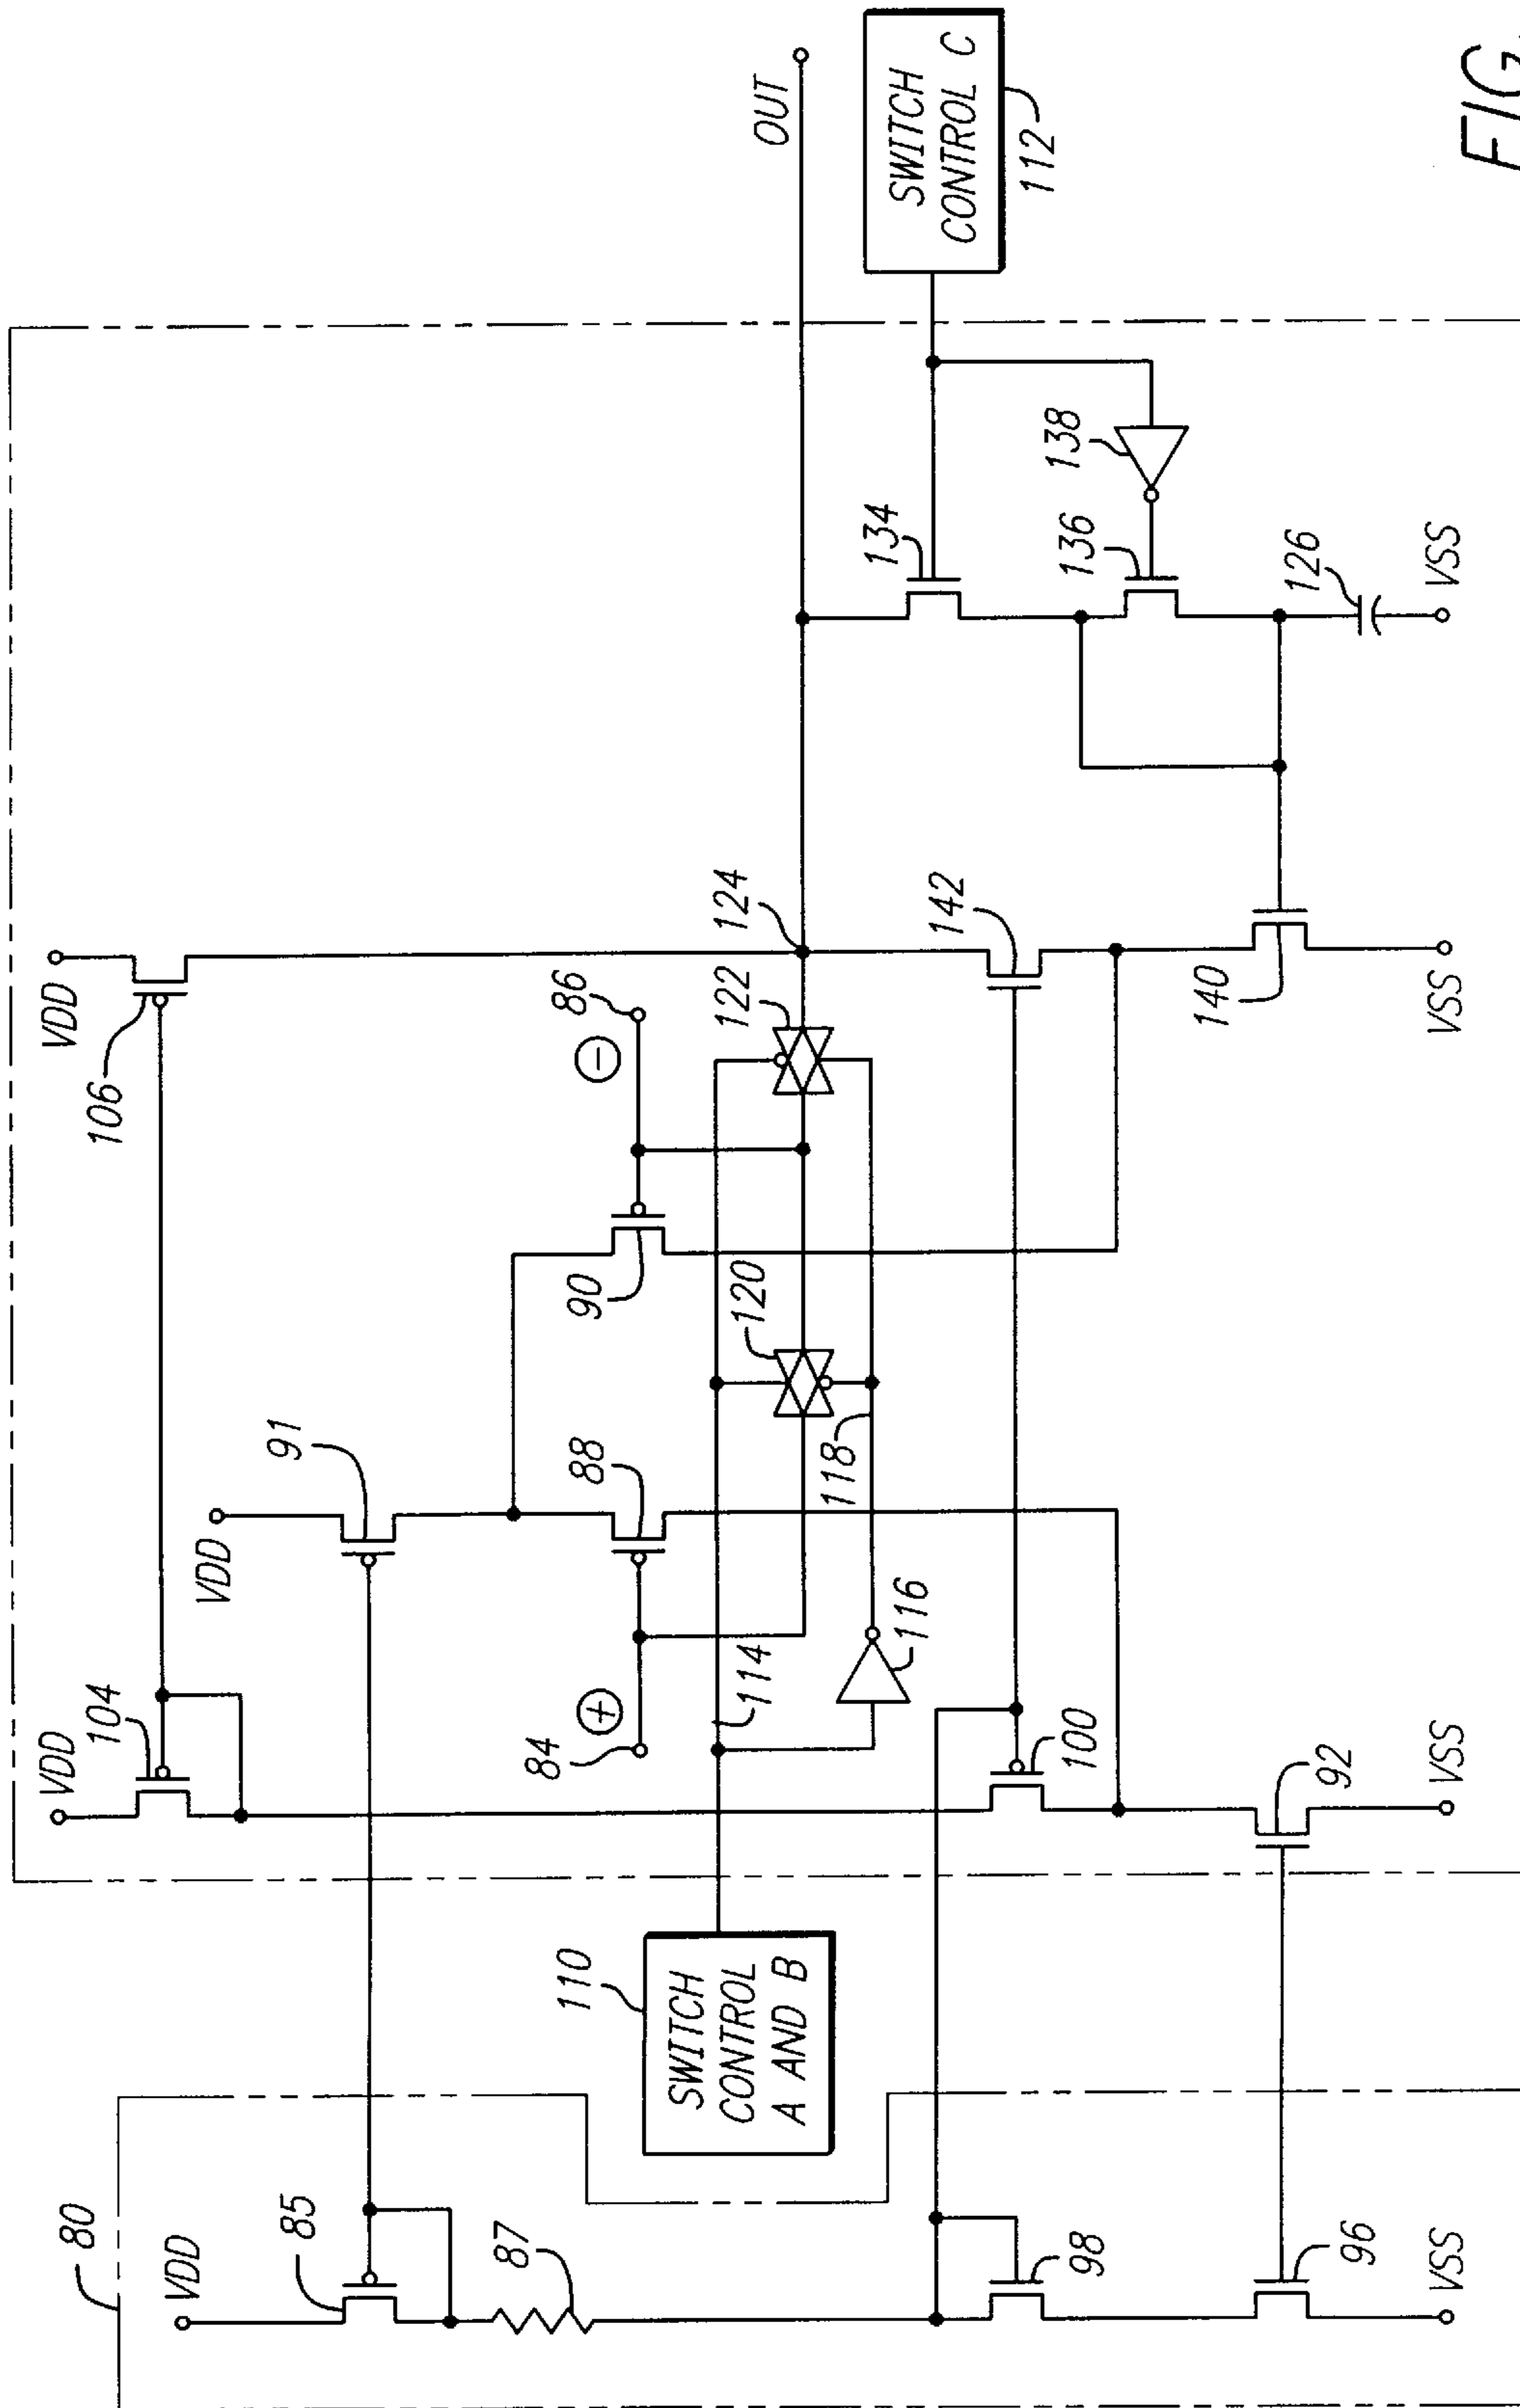 80
VDD
85
87
98
96
VSS
110
SWITCH
CONTROL
A AND B
VDD
104
84
+
114
116
100
92
VSS
VDD
91
88
118
120
90
106
VDD
-
86
122
124
142
140
VSS
OUT
134
136
138
126
VSS
SWITCH
CONTROL C
112
FIG.